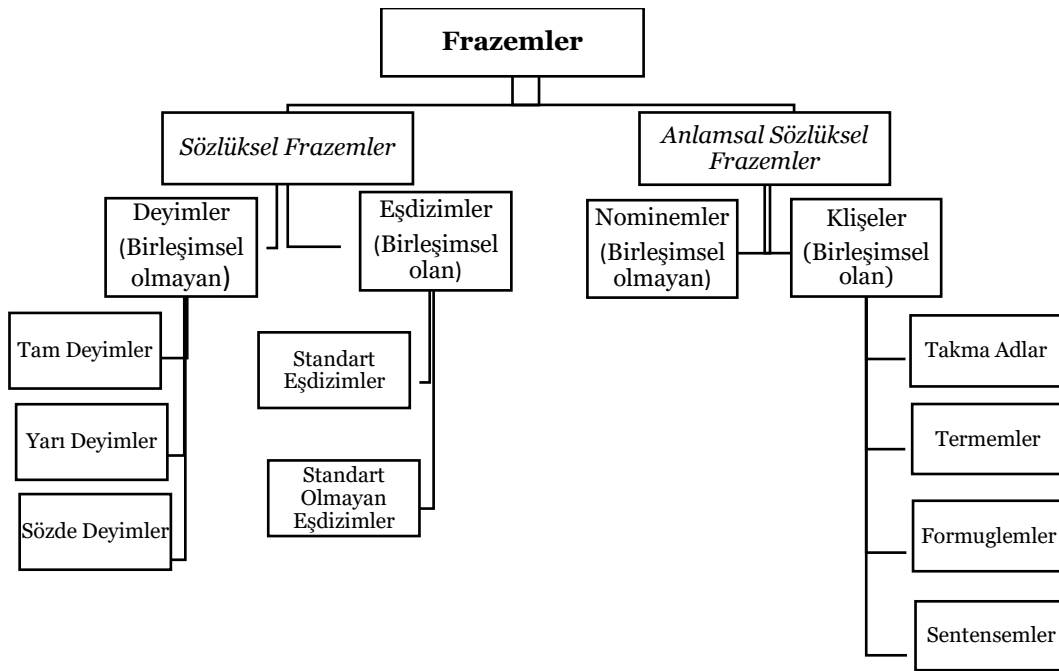 Frazemler
Sözlüksel Frazemler
Anlamsal Sözlüksel
Frazemler
Deyimler
(Birleşimsel
olmayan)
Eşdizimler
(Birleşimsel
olan)
Nominemler
(Birleşimsel
olmayan)
Klişeler
(Birleşimsel
olan)
Tam Deyimler
Yarı Deyimler
Sözde Deyimler
Standart
Eşdizimler
Standart
Olmayan
Eşdizimler
Takma Adlar
Termemler
Formuglemler
Sentensemler